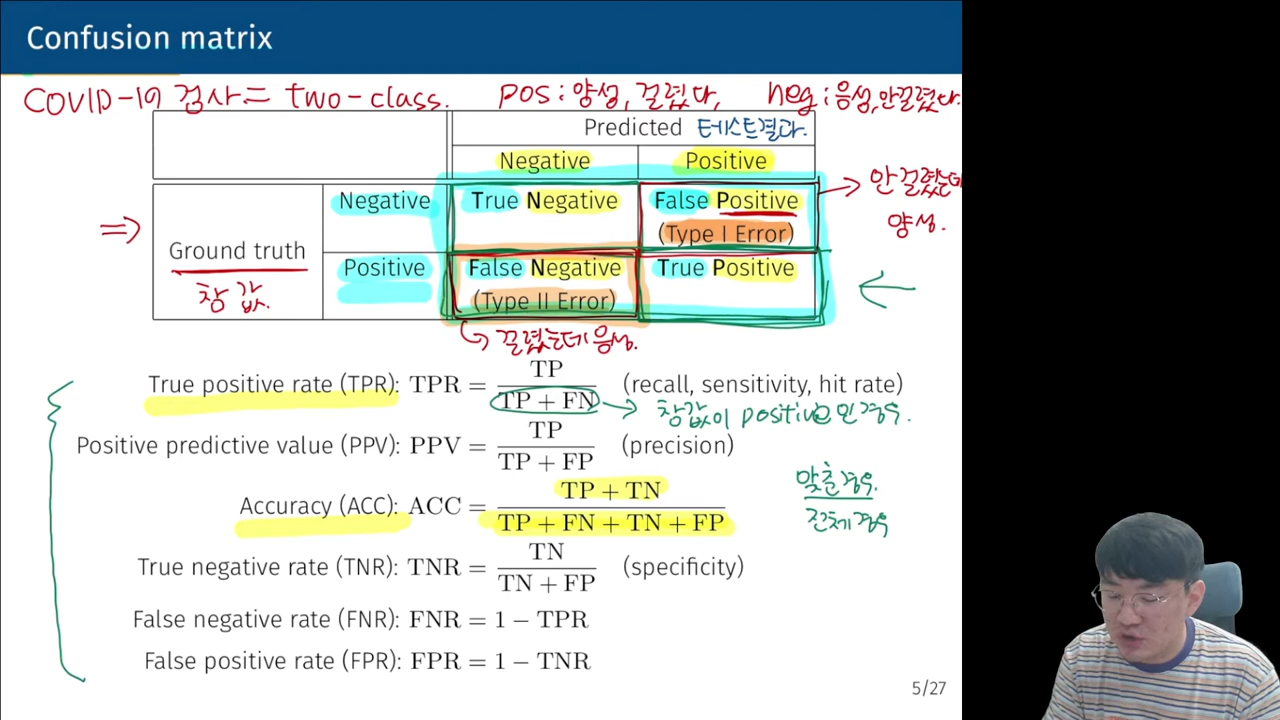 Confusion matrix
COVID-19 검사 = two-class. pos : 양성, 걸렸다, neg : 음성, 안걸렸다.
Predicted 테스트결과.
Negative Positive
Negative True Negative False Positive
(Type I Error)
안 걸렸는데
양성.
Ground truth
참 값.
Positive False Negative True Positive
(Type II Error)
껄렸는데 음성.
True positive rate (TPR): TPR = TP / TP + FN (recall, sensitivity, hit rate)
참값이 positive인 경우.
Positive predictive value (PPV): PPV = TP / TP + FP (precision)
Accuracy (ACC): ACC = TP + TN / TP + FN + TN + FP
맞춘경우.
전체경우
True negative rate (TNR): TNR = TN / TN + FP (specificity)
False negative rate (FNR): FNR = 1 − TPR
False positive rate (FPR): FPR = 1 − TNR
5/27